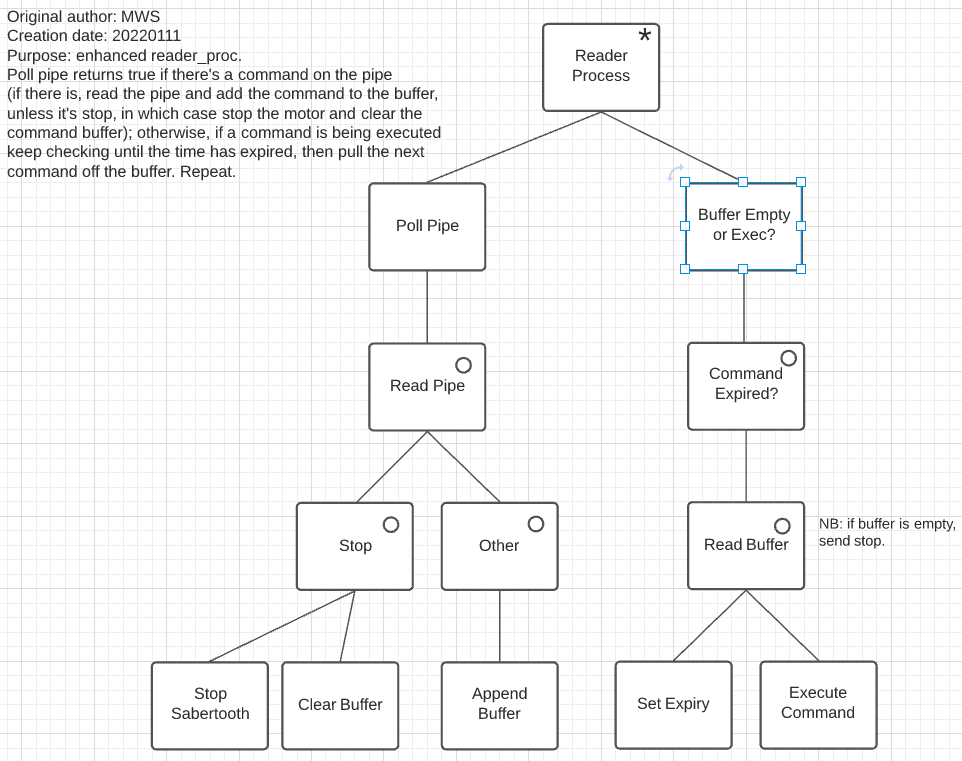 Original author: MWS
Creation date: 20220111
Purpose: enhanced reader_proc.
Poll pipe returns true if there's a command on the pipe
(if there is, read the pipe and add the command to the buffer,
unless it's stop, in which case stop the motor and clear the
command buffer); otherwise, if a command is being executed
keep checking until the time has expired, then pull the next
command off the buffer. Repeat.
*
Reader
Process
Poll Pipe
Buffer Empty
or Exec?
Read Pipe
Command
Expired?
Stop
Other
Read Buffer
NB: if buffer is empty,
send stop.
Stop
Sabertooth
Clear Buffer
Append
Buffer
Set Expiry
Execute
Command